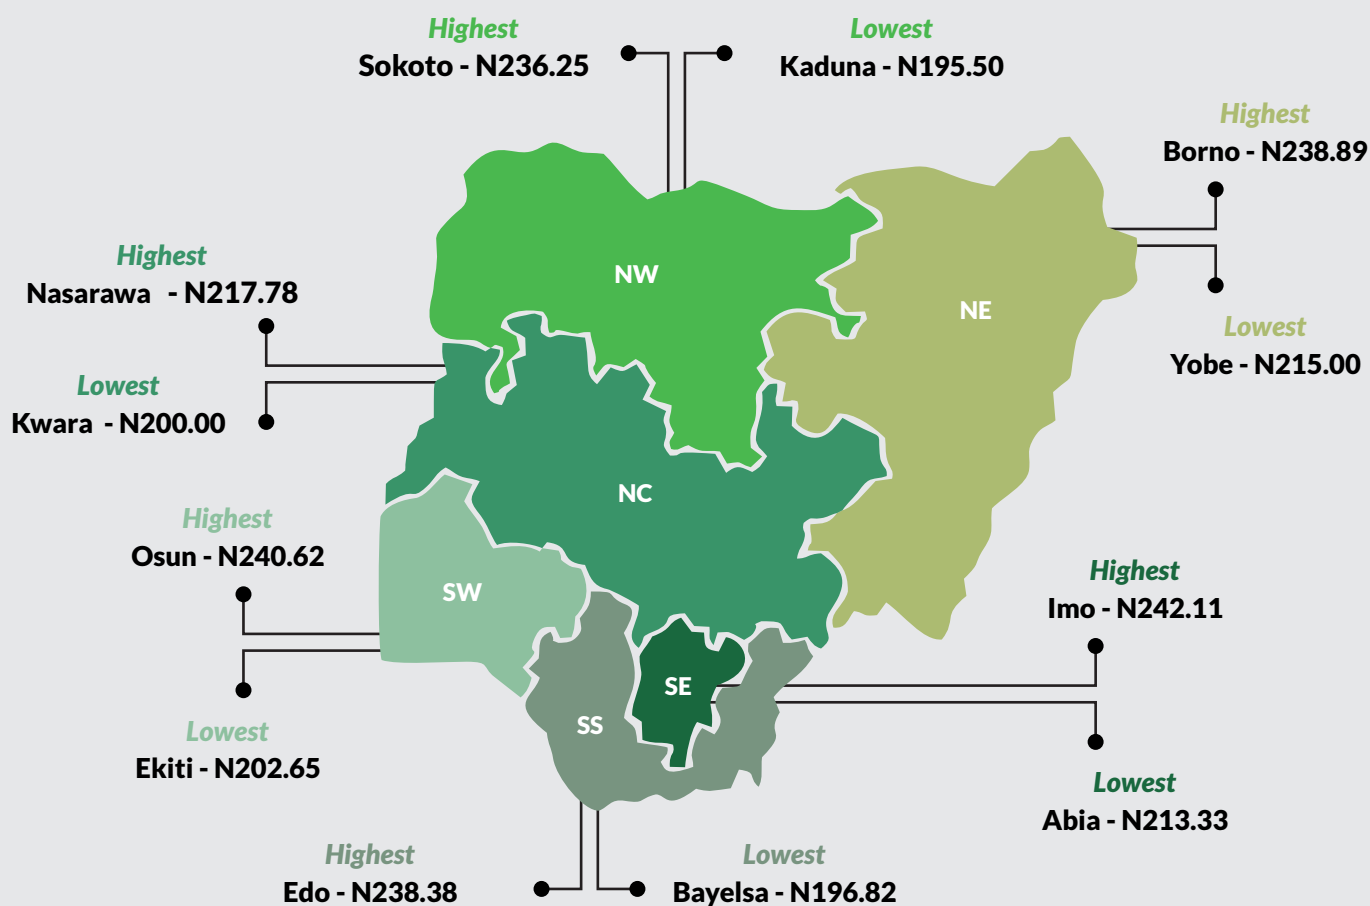 Highest
Sokoto - N236.25
Lowest
Kaduna - N195.50
Highest
Borno - N238.89
Lowest
Yobe - N215.00
Highest
Nasarawa - N217.78
Lowest
Kwara - N200.00
NW
NE
NC
SW
SE
SS
Highest
Osun - N240.62
Lowest
Ekiti - N202.65
Highest
Imo - N242.11
Lowest
Abia - N213.33
Highest
Edo - N238.38
Lowest
Bayelsa - N196.82